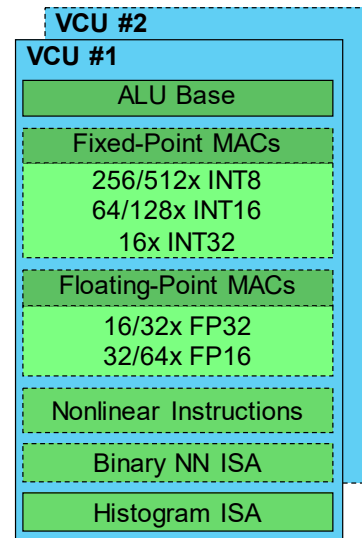 VCU #2
VCU #1
ALU Base
Fixed-Point MACs
256/512x INT8
64/128x INT16
16x INT32
Floating-Point MACs
16/32x FP32
32/64x FP16
Nonlinear Instructions
Binary NN ISA
Histogram ISA